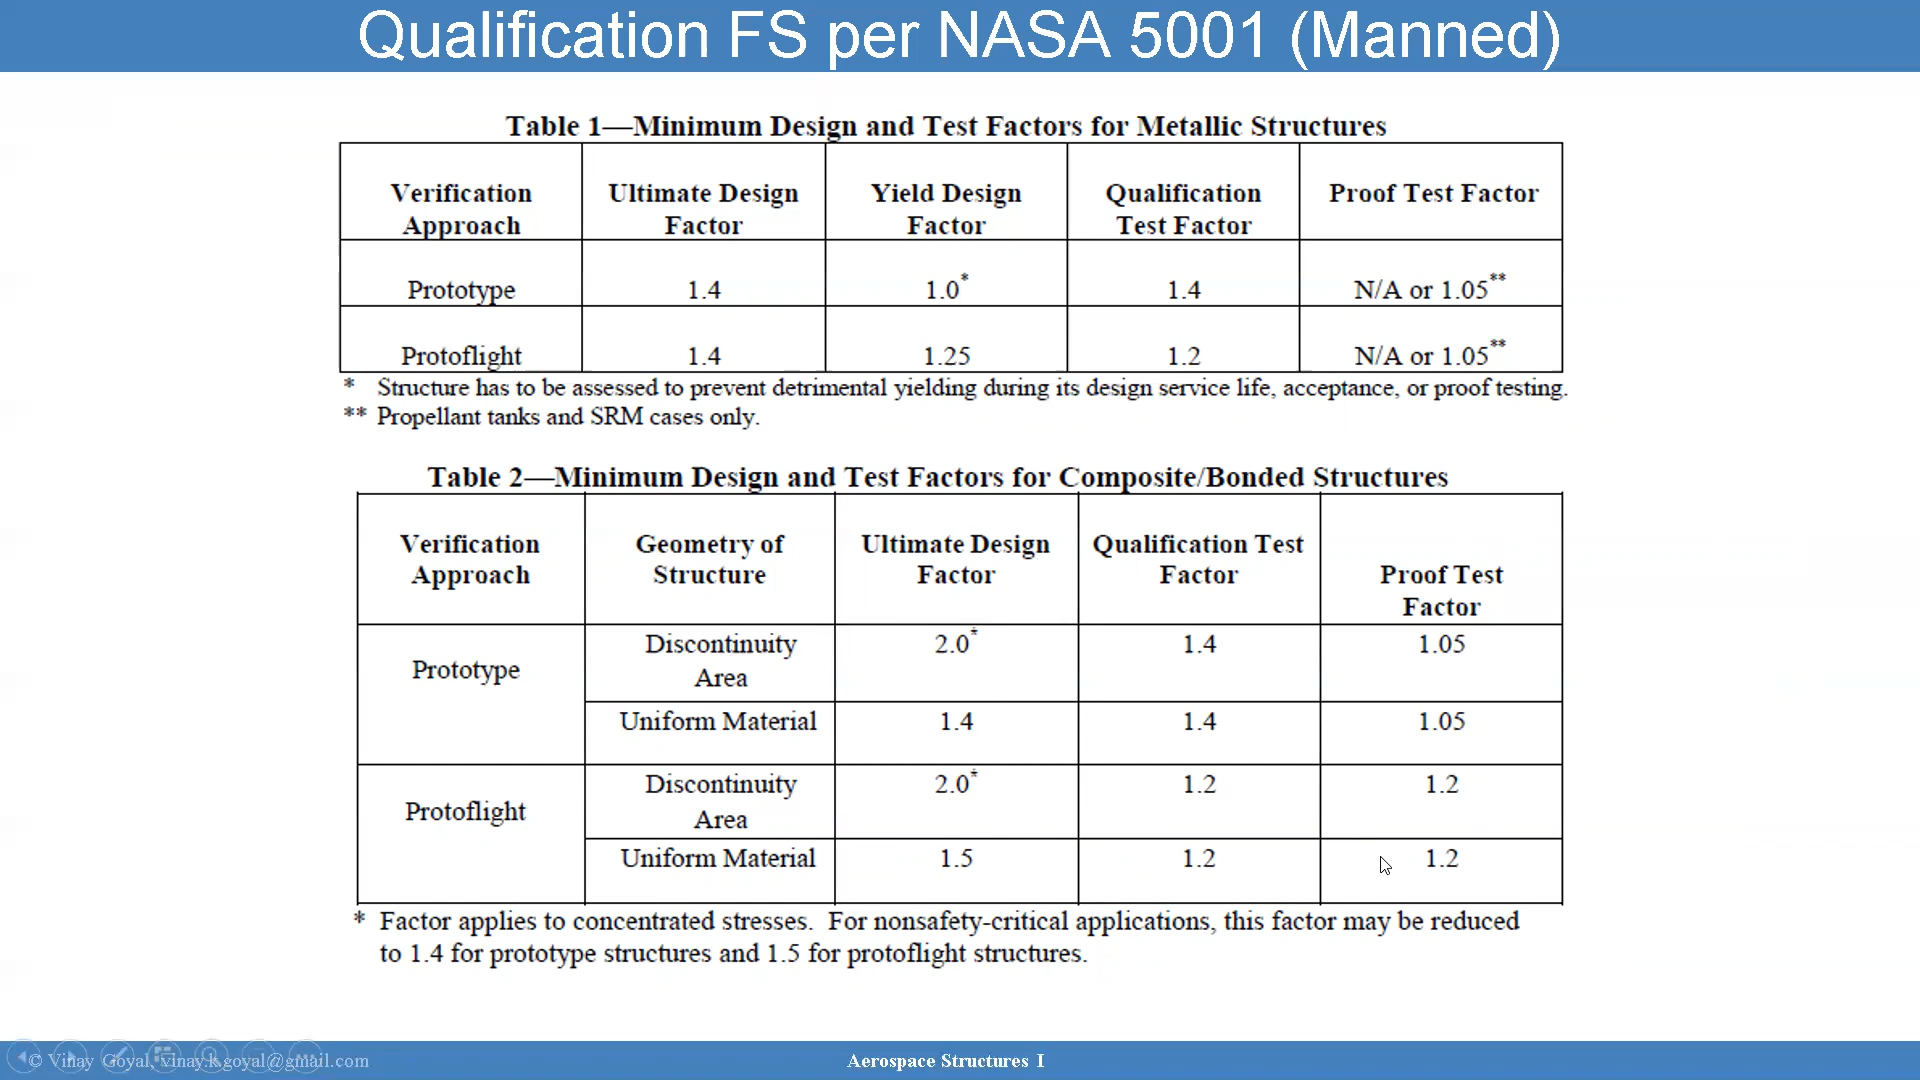 Qualification FS per NASA 5001 (Manned)
Table 1—Minimum Design and Test Factors for Metallic Structures
Verification Approach
Ultimate Design Factor
Yield Design Factor
Qualification Test Factor
Proof Test Factor
Prototype 1.4 1.0* 1.4 N/A or 1.05**
Protoflight 1.4 1.25 1.2 N/A or 1.05**
* Structure has to be assessed to prevent detrimental yielding during its design service life, acceptance, or proof testing.
** Propellant tanks and SRM cases only.
Table 2—Minimum Design and Test Factors for Composite/Bonded Structures
Verification Approach
Geometry of Structure
Ultimate Design Factor
Qualification Test Factor
Proof Test Factor
Prototype
Discontinuity Area 2.0* 1.4 1.05
Uniform Material 1.4 1.4 1.05
Protoflight
Discontinuity Area 2.0* 1.2 1.2
Uniform Material 1.5 1.2 1.2
* Factor applies to concentrated stresses. For nonsafety-critical applications, this factor may be reduced
to 1.4 for prototype structures and 1.5 for protoflight structures.
© Vinay Goyal, vinay.k.goyal@gmail.com
Aerospace Structures I